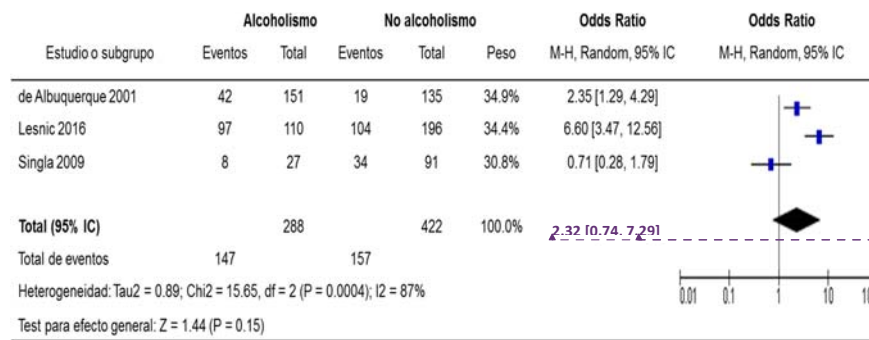 Alcoholismo No alcoholismo Odds Ratio Odds Ratio
Estudio o subgrupo Eventos Total Eventos Total Peso M-H, Random, 95% IC M-H, Random, 95% IC
de Albuquerque 2001 42 151 19 135 34.9% 2.35 [1.29, 4.29]
Lesnic 2016 97 110 104 196 34.4% 6.60 [3.47, 12.56]
Singla 2009 8 27 34 91 30.8% 0.71 [0.28, 1.79]
Total (95% IC) 288 422 100.0% 2.32 [0.74, 7.29]
Total de eventos 147 157
Heterogeneidad: Tau2 = 0.89; Chi2 = 15.65, df = 2 (P = 0.0004); I2 = 87%
0.01 0.1 1 10
Test para efecto general: Z = 1.44 (P = 0.15)